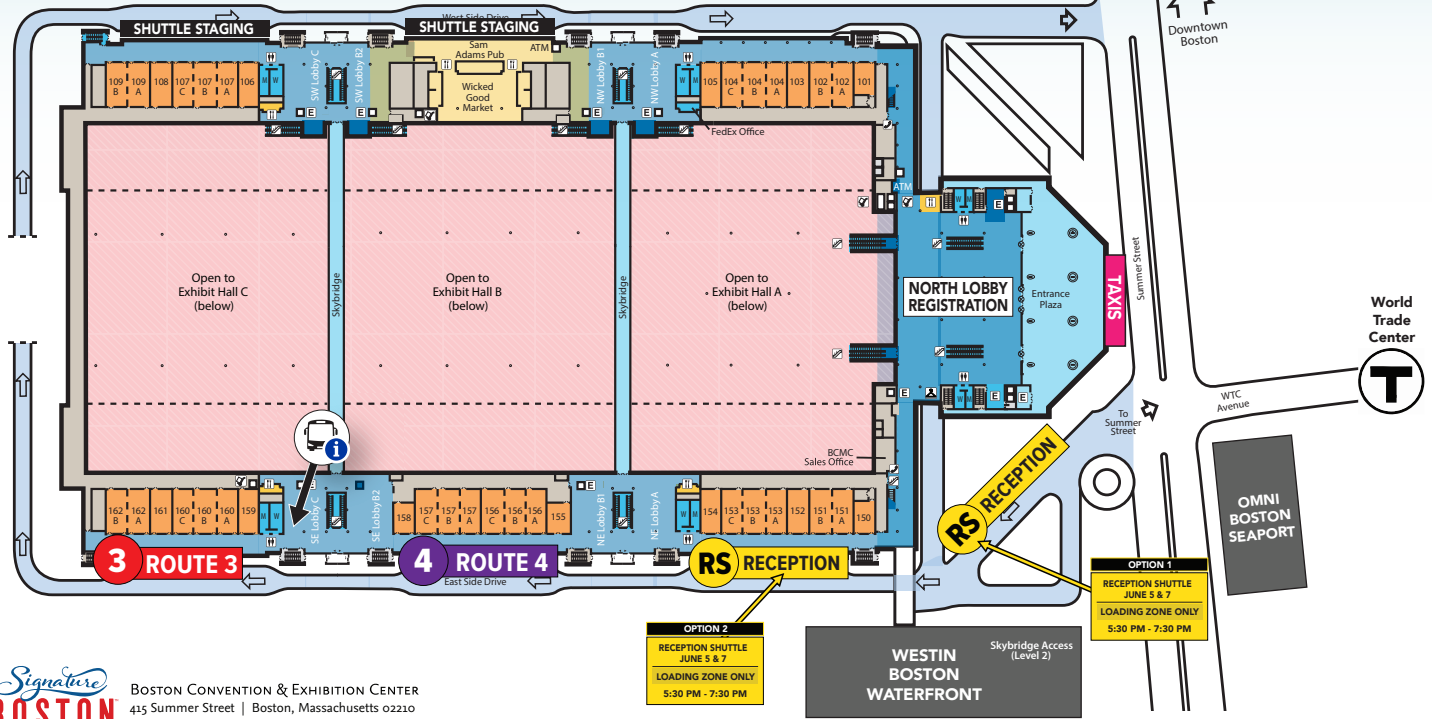 West Side Drive
SHUTTLE STAGING
SHUTTLE STAGING
Downtown
Boston
109
B
109
A
108
107
C
107
B
107
A
106
M
W
SW Lobby C
SW Lobby B2
Sam
Adams Pub
ATM
Wicked
Good
Market
NW Lobby B1
NW Lobby A
W
M
105
104
C
104
B
104
A
103
102
B
102
A
101
E
E
E
E
FedEx Office
ATM
W
M
E
Open to
Exhibit Hall C
(below)
Skybridge
Open to
Exhibit Hall B
(below)
Skybridge
Open to
Exhibit Hall A
(below)
NORTH LOBBY
REGISTRATION
Entrance
Plaza
TAXIS
Summer Street
World
Trade
Center
T
WTC
Avenue
To
Summer
Street
E
W
M
E
E
i
BCMC
Sales Office
162
B
162
A
161
160
C
160
B
160
A
159
M
W
E
SE Lobby C
SE Lobby B2
158
157
C
157
B
157
A
156
C
156
B
156
A
155
E
NE Lobby B1
NE Lobby A
W
M
154
153
C
153
B
153
A
152
151
B
151
A
150
RS RECEPTION
OMNI
BOSTON
SEAPORT
3 ROUTE 3
4 ROUTE 4
RS RECEPTION
East Side Drive
OPTION 1
RECEPTION SHUTTLE
JUNE 5 & 7
LOADING ZONE ONLY
5:30 PM - 7:30 PM
OPTION 2
RECEPTION SHUTTLE
JUNE 5 & 7
LOADING ZONE ONLY
5:30 PM - 7:30 PM
WESTIN
BOSTON
WATERFRONT
Skybridge Access
(Level 2)
Signature
BOSTON
BOSTON CONVENTION & EXHIBITION CENTER
415 Summer Street | Boston, Massachusetts 02210